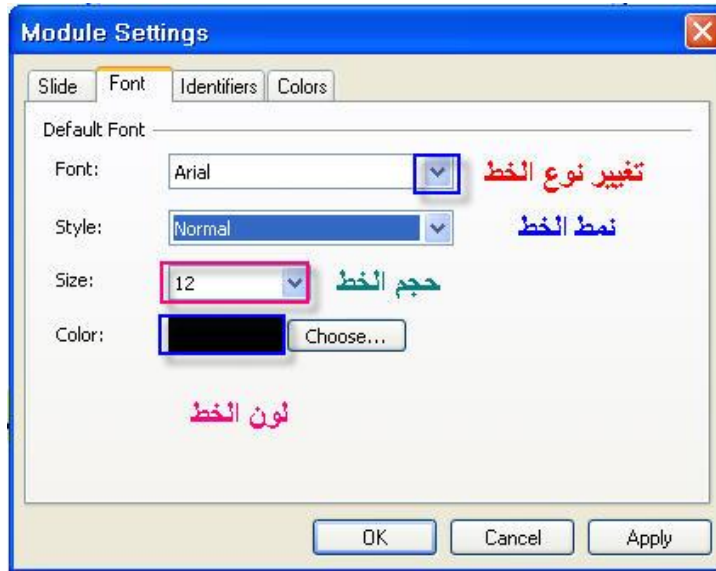 Module Settings
Slide Font Identifiers Colors
Default Font
Font: Arial تغيير نوع الخط
Style: Normal نمط الخط
Size: 12 حجم الخط
Color: Choose...
لون الخط
OK Cancel Apply